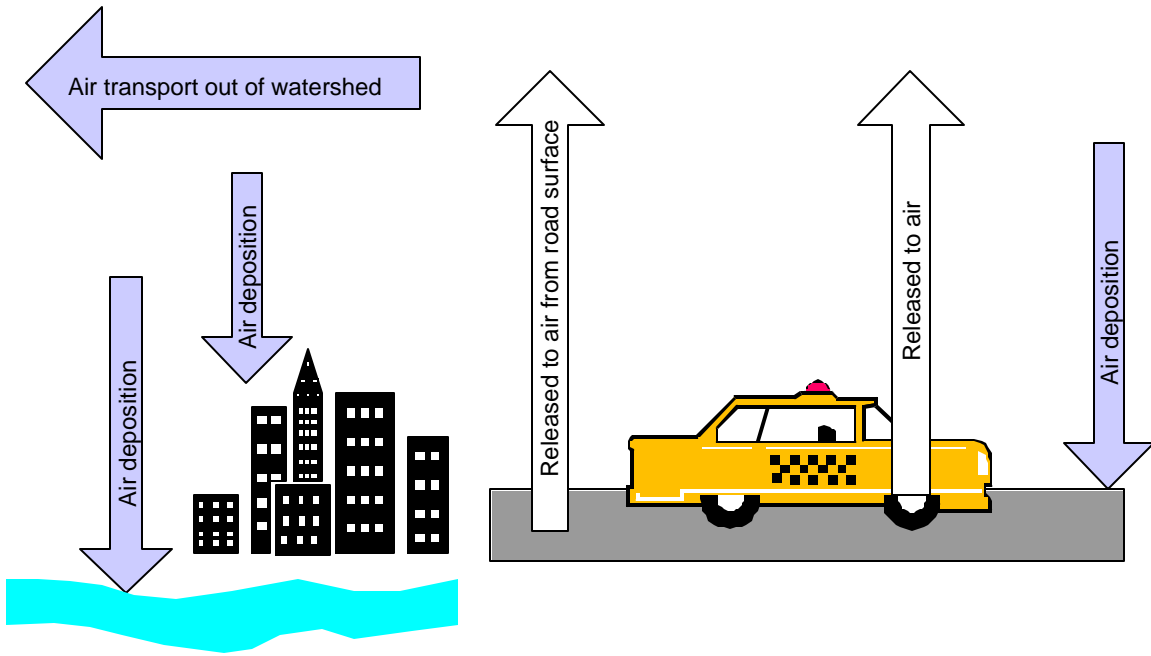 Air transport out of watershed
Air deposition
Air deposition
Released to air from road surface
Released to air
Air deposition